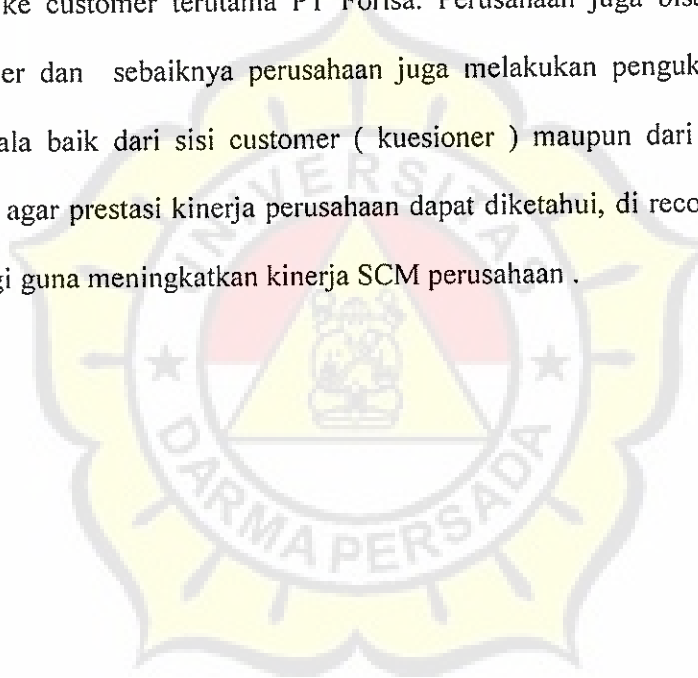 ke customer terutama PT Forisa. Perusahaan juga
er dan sebaiknya perusahaan juga melakukan penguk
ala baik dari sisi customer ( kuesioner ) maupun dari
agar prestasi kinerja perusahaan dapat diketahui, di reco
gi guna meningkatkan kinerja SCM perusahaan .
UNIVERSITAS
DARMA PERSADA